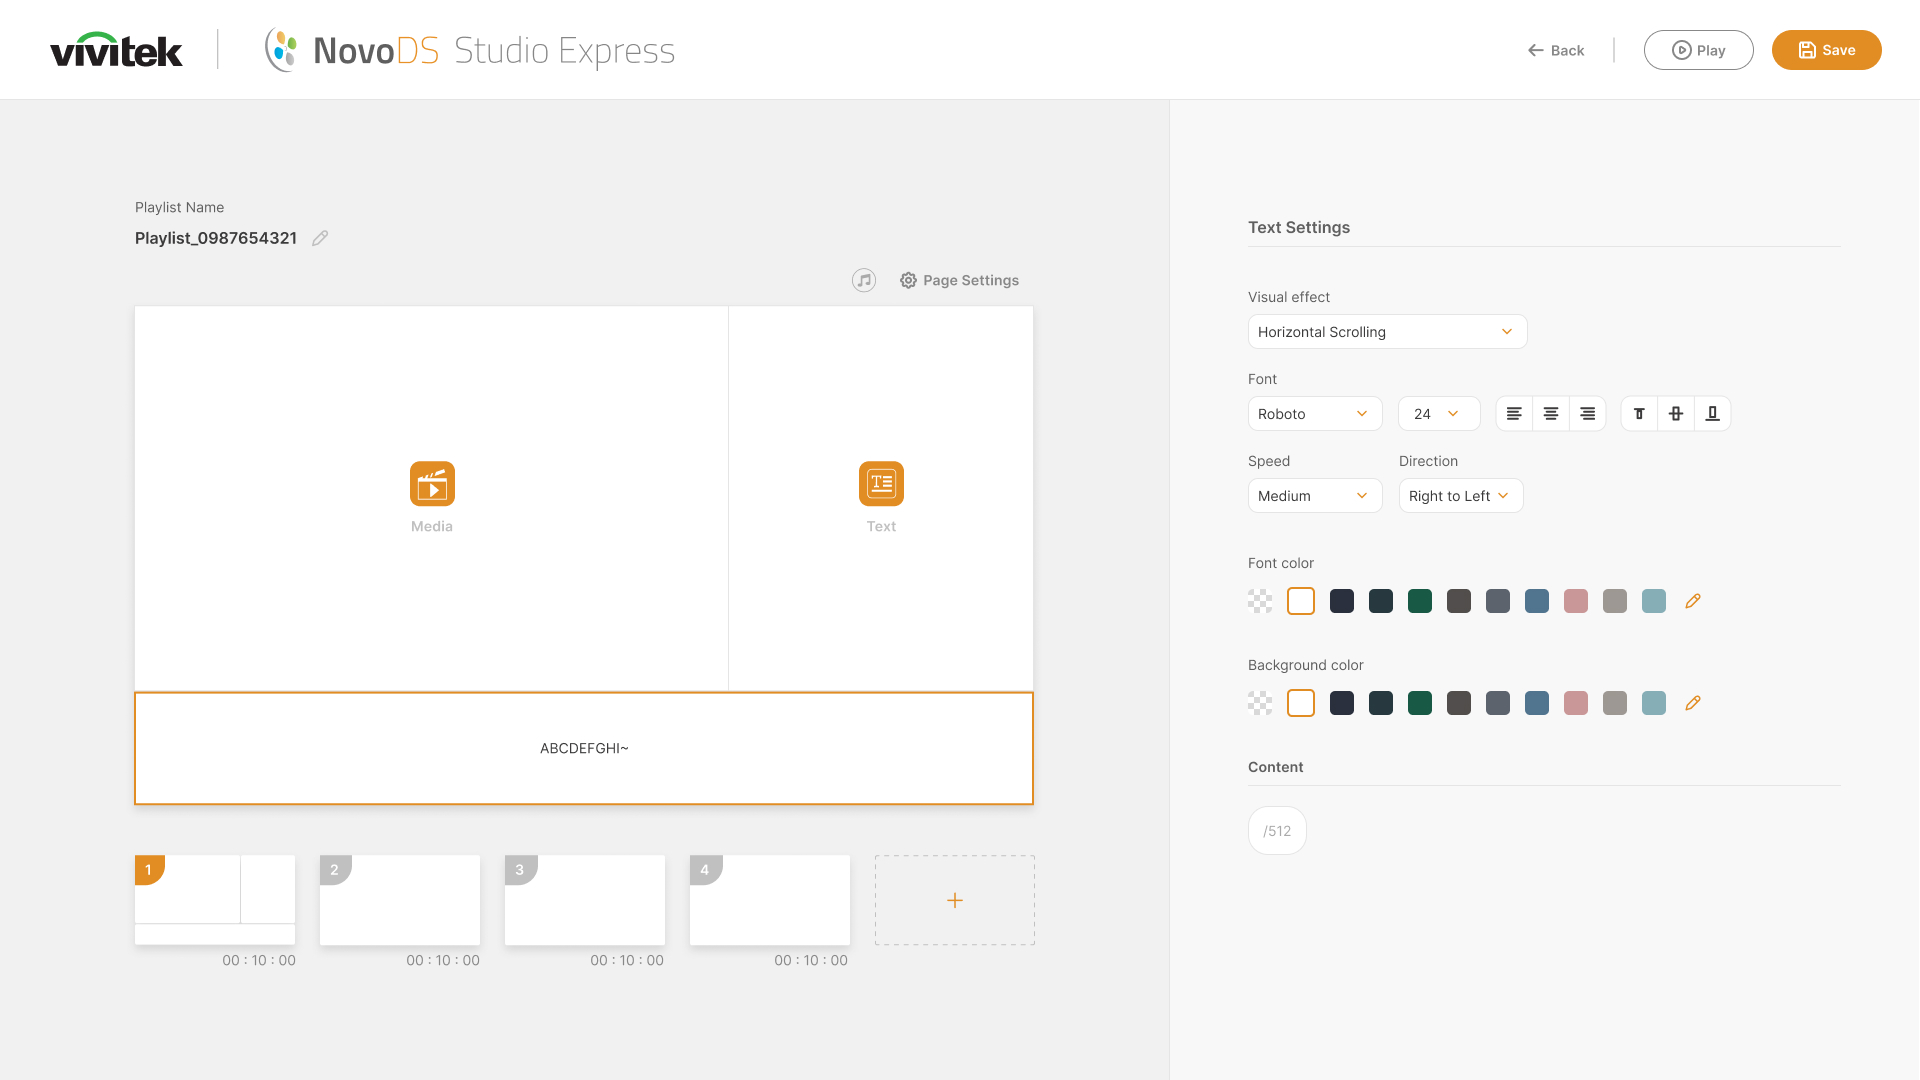 vivitek
NovoDS Studio Express
Back
Play
Save
Playlist Name
Playlist_0987654321
Page Settings
Media
T
Text
ABCDEFGHI~
1
2
3
4
00 : 10 : 00
00 : 10 : 00
00 : 10 : 00
00 : 10 : 00
Text Settings
Visual effect
Horizontal Scrolling
Font
Roboto
24
Speed
Direction
Medium
Right to Left
Font color
Background color
Content
/512